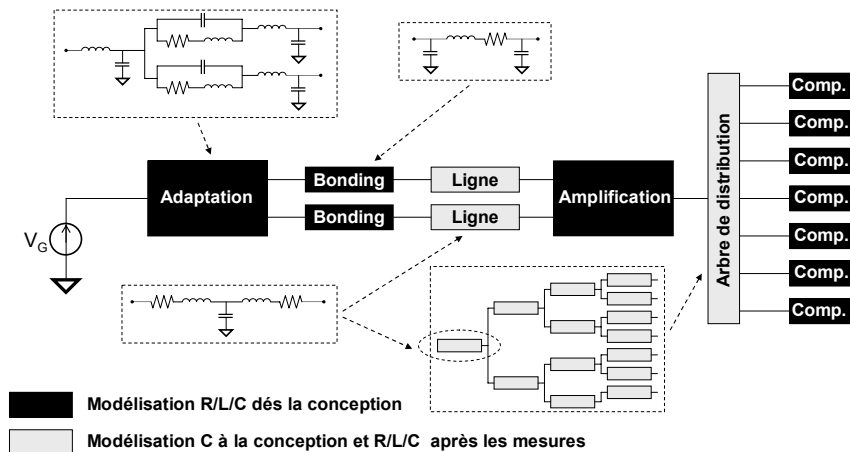 Comp.
Comp.
Comp.
Comp.
Comp.
Comp.
Comp.
Arbre de distribution
Adaptation
Bonding
Ligne
Amplification
Bonding
Ligne
VG
Modélisation R/L/C dés la conception
Modélisation C à la conception et R/L/C après les mesures